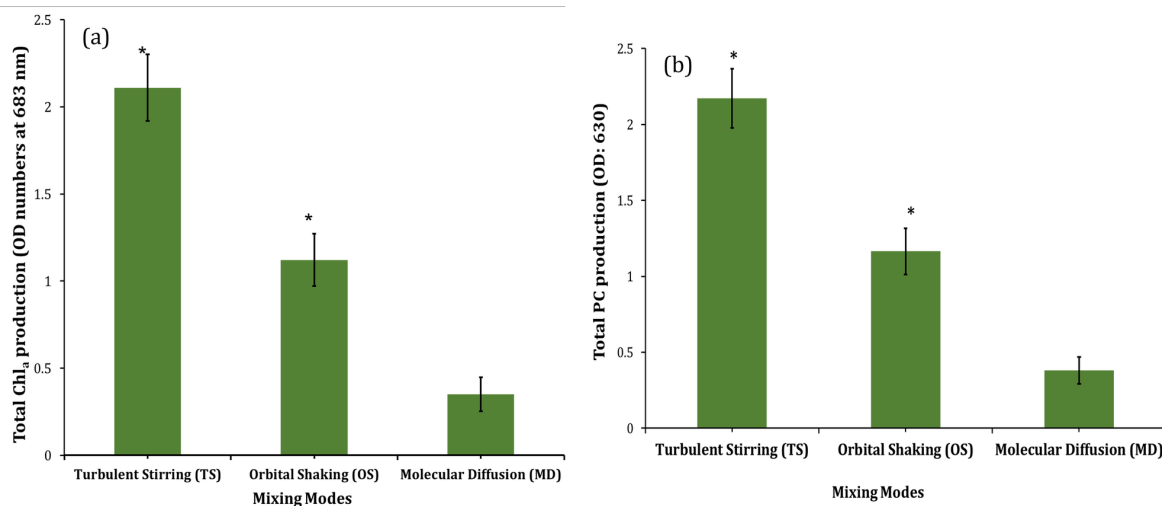 (a)
Total Chlₐ production (OD numbers at 683 nm)
2.5
2
1.5
1
0.5
0
*
*
Turbulent Stirring (TS)
Orbital Shaking (OS)
Molecular Diffusion (MD)
Mixing Modes
(b)
Total PC production (OD: 630)
2.5
2
1.5
1
0.5
0
*
*
Turbulent Stirring (TS)
Orbital Shaking (OS)
Molecular Diffusion (MD)
Mixing Modes